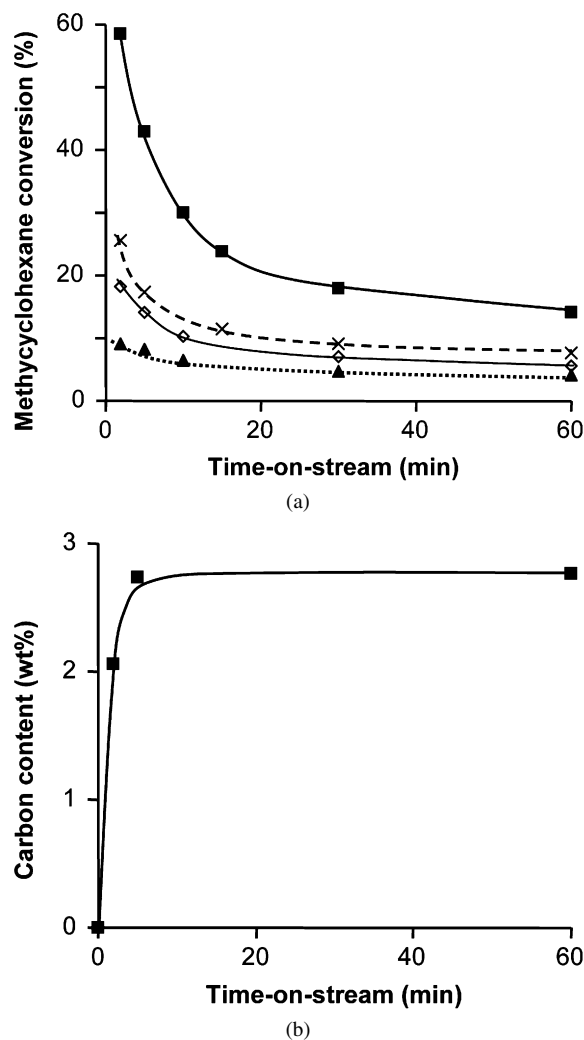 60
40
20
0
Methycyclohexane conversion (%)
0 20 40 60
Time-on-stream (min)
(a)
3
2
1
0
Carbon content (wt%)
0 20 40 60
Time-on-stream (min)
(b)